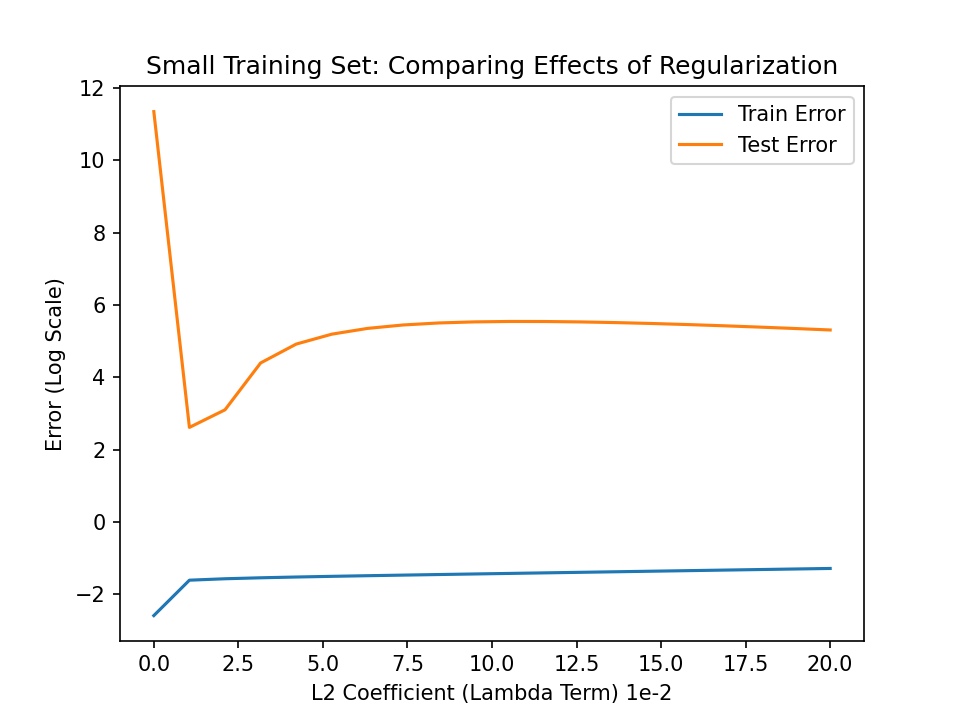 Small Training Set: Comparing Effects of Regularization
Train Error
Test Error
Error (Log Scale)
12
10
8
6
4
2
0
−2
0.0 2.5 5.0 7.5 10.0 12.5 15.0 17.5 20.0
L2 Coefficient (Lambda Term) 1e-2